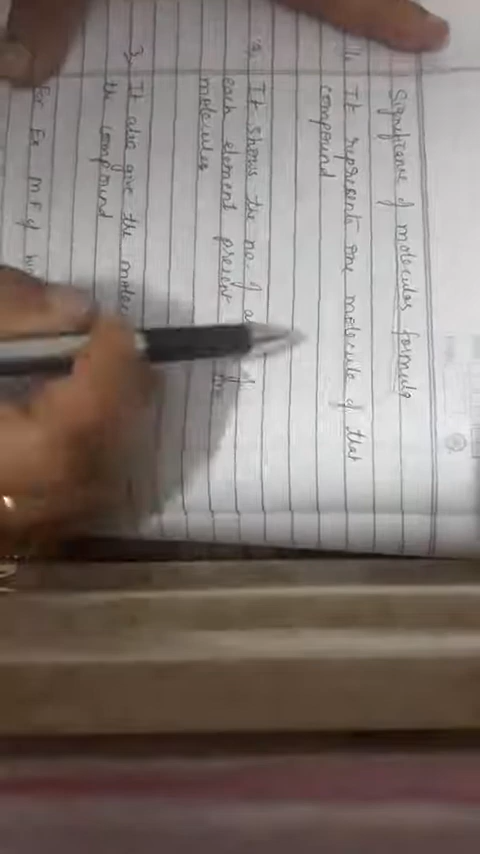 Significance of molecular formula
1. It represents one molecule of that
compound
2. It shows the no. of
each element present
molecules
3. It also give the
the compound
for Ex M.F of